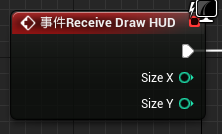 事件Receive Draw HUD
Size X
Size Y